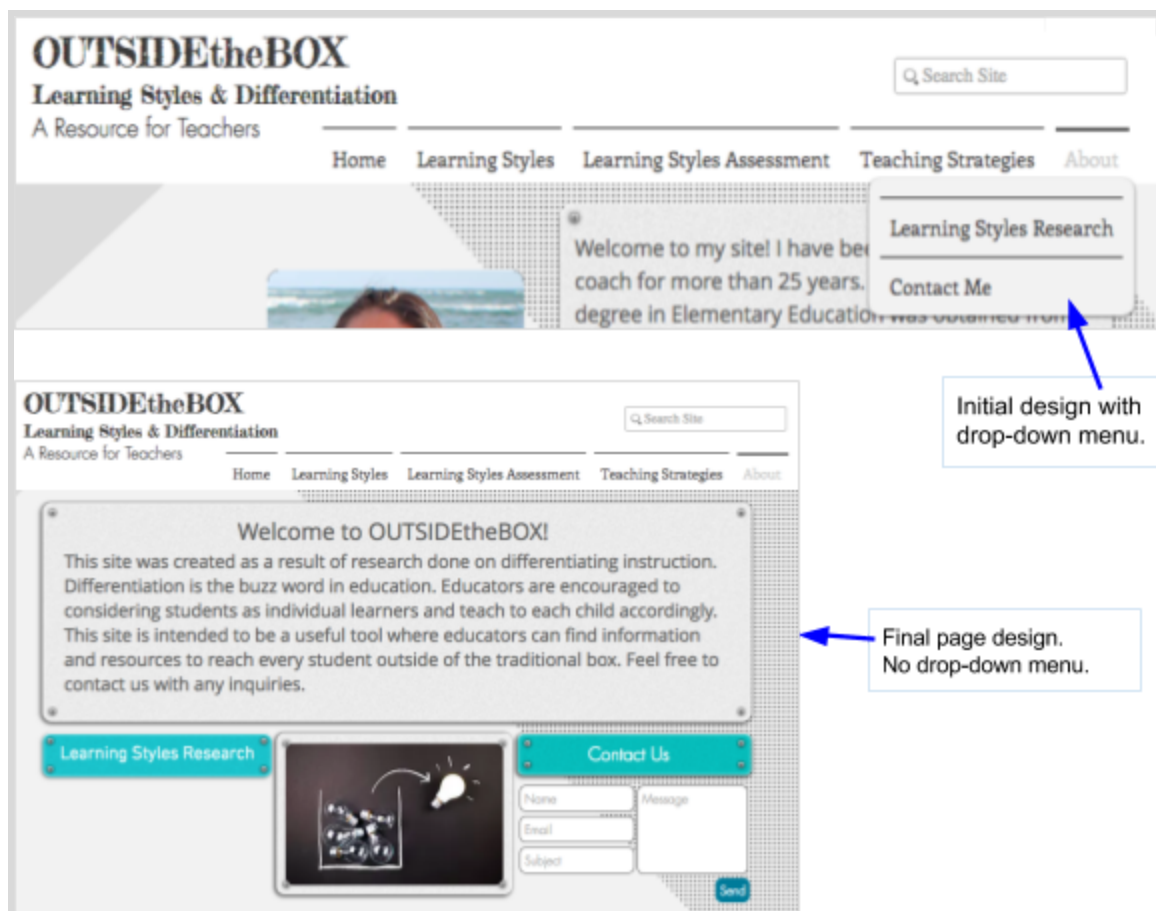 OUTSIDEtheBOX
Learning Styles & Differentiation
A Resource for Teachers
Search Site
Home Learning Styles Learning Styles Assessment Teaching Strategies About
Learning Styles Research
Contact Me
Welcome to my site! I have bee
coach for more than 25 years.
degree in Elementary Education was obtained from
Initial design with
drop-down menu.
OUTSIDEtheBOX
Learning Styles & Differentiation
A Resource for Teachers
Search Site
Home Learning Styles Learning Styles Assessment Teaching Strategies About
Welcome to OUTSIDEtheBOX!
This site was created as a result of research done on differentiating instruction.
Differentiation is the buzz word in education. Educators are encouraged to
considering students as individual learners and teach to each child accordingly.
This site is intended to be a useful tool where educators can find information
and resources to reach every student outside of the traditional box. Feel free to
contact us with any inquiries.
Final page design.
No drop-down menu.
Learning Styles Research
Contact Us
Name
Message
Email
Subject
Send